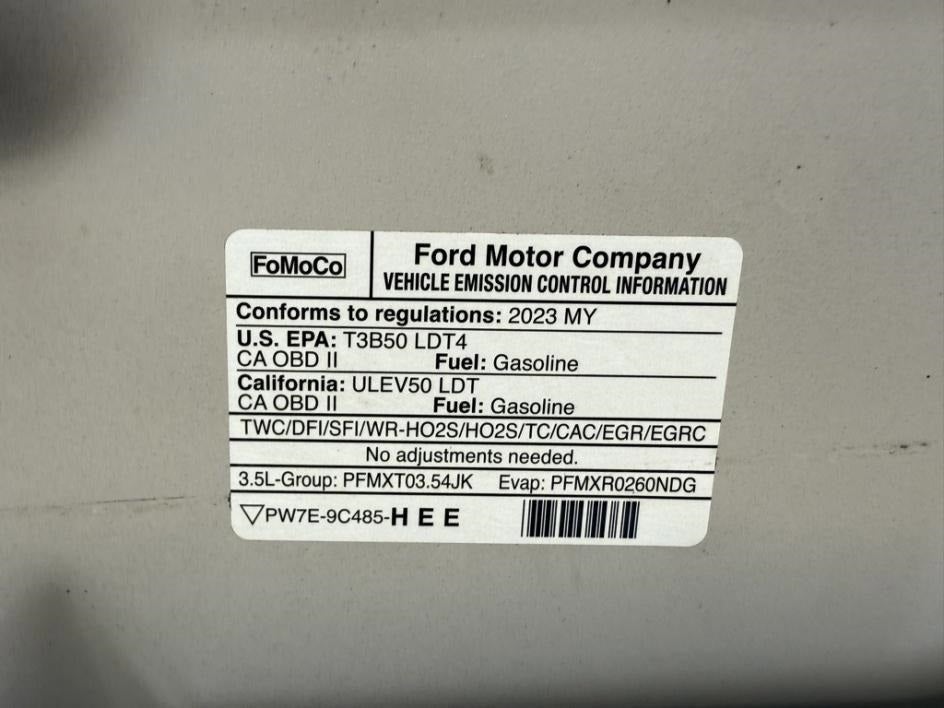 FoMoCo
Ford Motor Company
VEHICLE EMISSION CONTROL INFORMATION
Conforms to regulations: 2023 MY
U.S. EPA: T3B50 LDT4
CA OBD II Fuel: Gasoline
California: ULEV50 LDT
CA OBD II Fuel: Gasoline
TWC/DFI/SFI/WR-HO2S/HO2S/TC/CAC/EGR/EGRC
No adjustments needed.
3.5L-Group: PFMXT03.54JK Evap: PFMXR0260NDG
PW7E-9C485-HEE